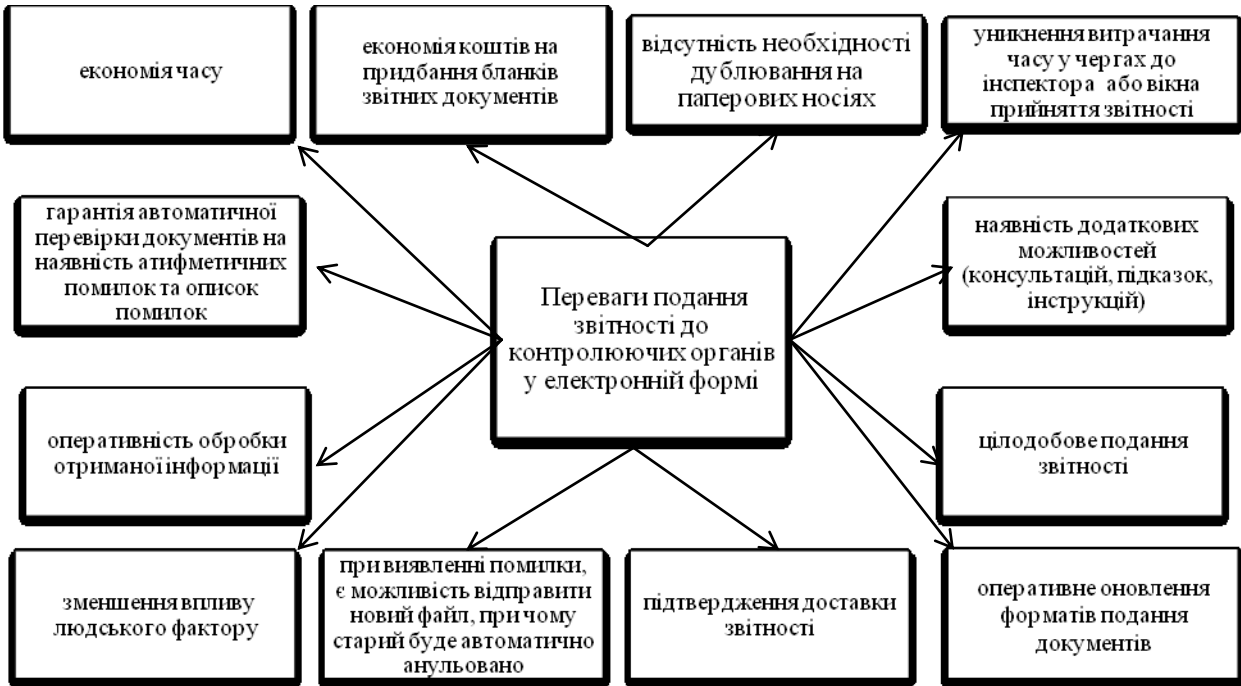 економія часу
економія коштів на
придбання бланків
звітних документів
відсутність необхідності
дублювання на
паперових носіях
уникнення витрачання
часу у чергах до
інспектора або вікна
прийняття звітності
гарантія автоматичної
перевірки документів на
наявність атифметичних
помилок та описок
помилок
Переваги подання
звітності до
контролюючих органів
у електронній формі
наявність додаткових
можливостей
(консультацій, підказок,
інструкцій)
оперативність обробки
отриманої інформації
цілодобове подання
звітності
зменшення впливу
людського фактору
при виявленні помилки,
є можливість відправити
новий файл, при чому
старий буде автоматично
анульовано
підтвердження доставки
звітності
оперативне оновлення
форматів подання
документів